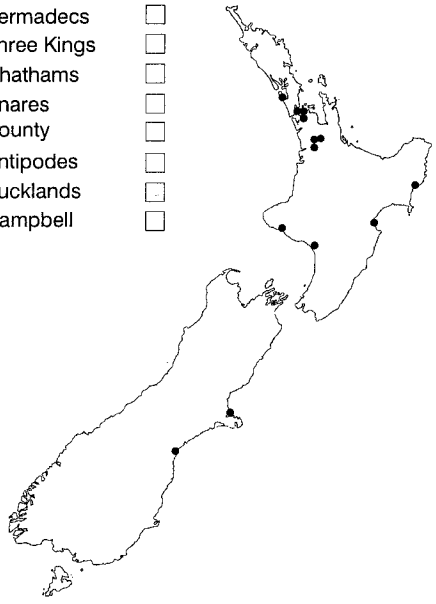 ermadecs
hree Kings
hathams
nares
ounty
ntipodes
ucklands
ampbell